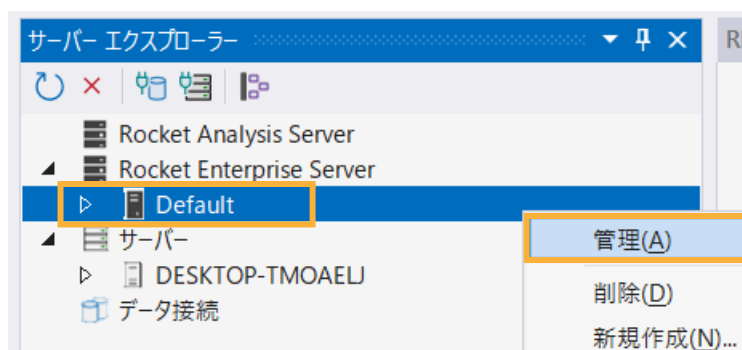 サーバー エクスプローラー
R
Rocket Analysis Server
Rocket Enterprise Server
Default
サーバー
管理(A)
DESKTOP-TMOAELJ
削除(D)
データ接続
新規作成(N)...